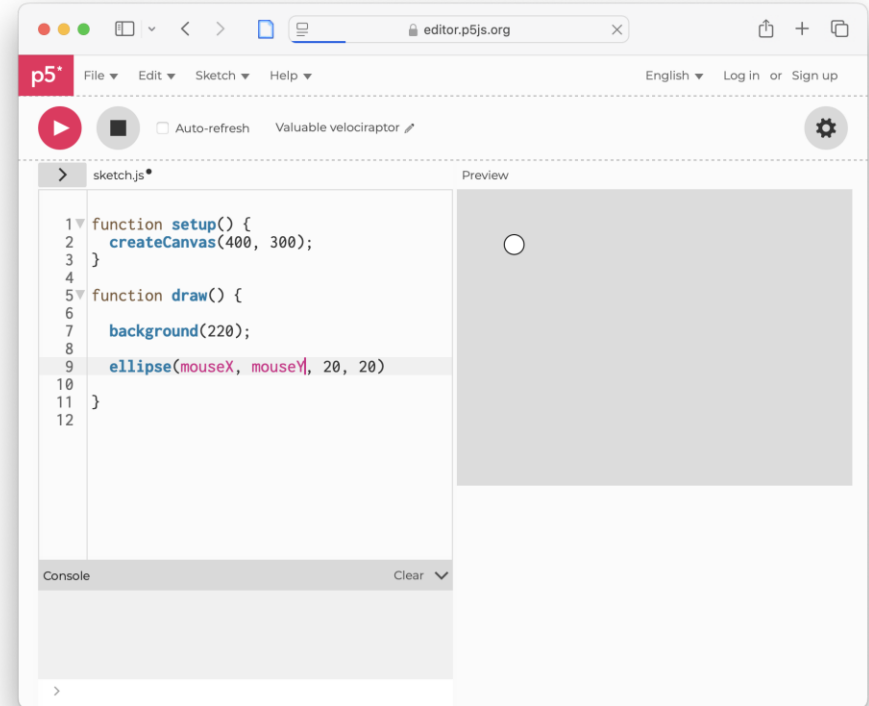 editor.p5js.org
p5*
File Edit Sketch Help English Log in or Sign up
Auto-refresh Valuable velociraptor
sketch.js
Preview
1 function setup() {
2 createCanvas(400, 300);
3 }
4
5 function draw() {
6
7 background(220);
8
9 ellipse(mouseX, mouseY, 20, 20)
10
11 }
12
Console Clear
>